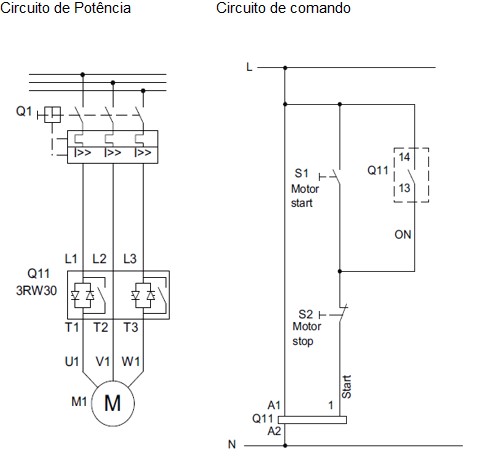 Circuito de Potência
Circuito de comando
L
Q1
I>> I>> I>>
14
Q11
13
S1
Motor
start
ON
L1 L2 L3
Q11
3RW30
T1 T2 T3
S2
Motor
stop
U1 V1 W1
Start
M1 M
A1 1
Q11
A2
N